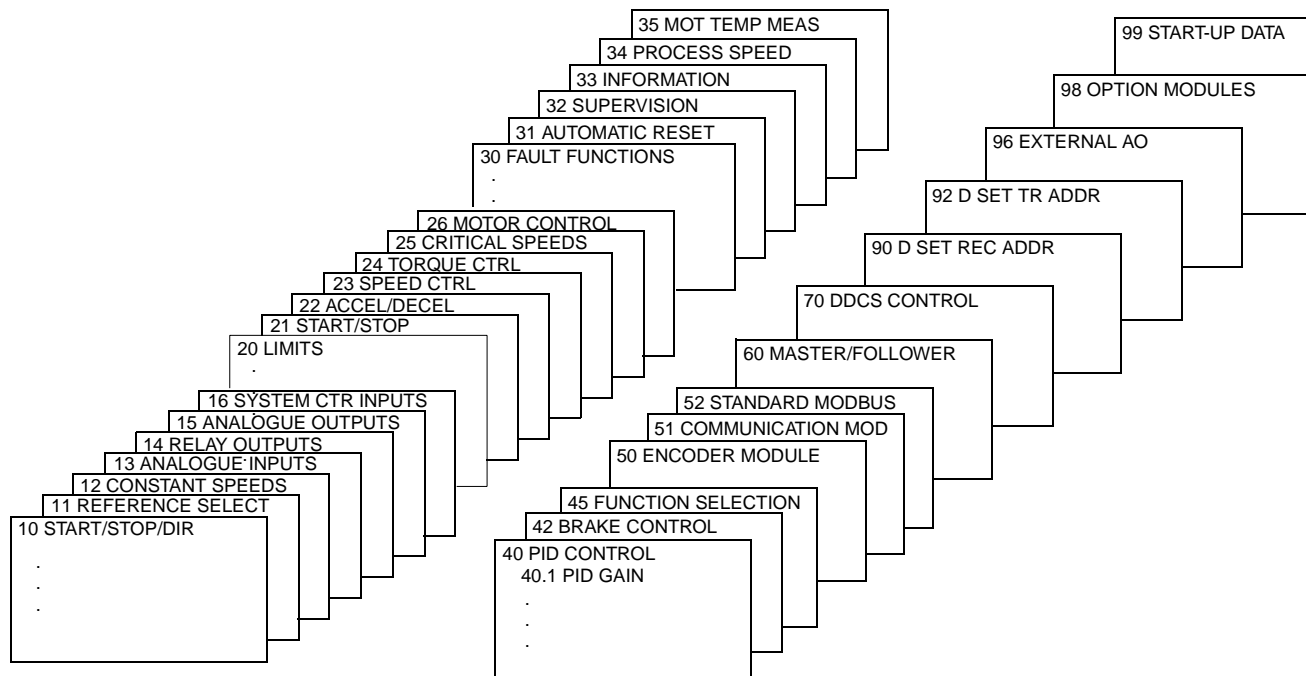 35 MOT TEMP MEAS
34 PROCESS SPEED
33 INFORMATION
32 SUPERVISION
31 AUTOMATIC RESET
30 FAULT FUNCTIONS
.
.
26 MOTOR CONTROL
25 CRITICAL SPEEDS
24 TORQUE CTRL
23 SPEED CTRL
22 ACCEL/DECEL
21 START/STOP
20 LIMITS
.
16 SYSTEM CTR INPUTS
15 ANALOGUE OUTPUTS
14 RELAY OUTPUTS
13 ANALOGUE INPUTS
12 CONSTANT SPEEDS
11 REFERENCE SELECT
10 START/STOP/DIR
.
.
.
99 START-UP DATA
98 OPTION MODULES
96 EXTERNAL AO
92 D SET TR ADDR
90 D SET REC ADDR
70 DDCS CONTROL
60 MASTER/FOLLOWER
52 STANDARD MODBUS
51 COMMUNICATION MOD
50 ENCODER MODULE
45 FUNCTION SELECTION
42 BRAKE CONTROL
40 PID CONTROL
40.1 PID GAIN
.
.
.